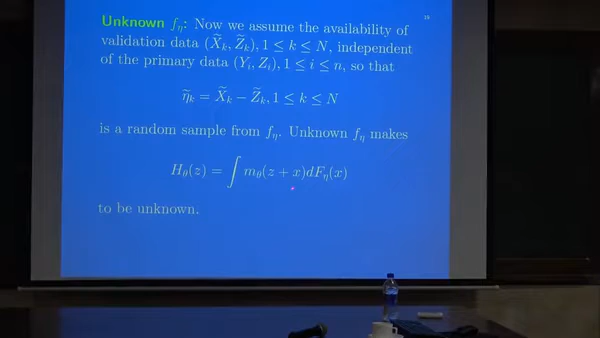 Unknown f_η: Now we assume the availability of
validation data (X̃_k, Z̃_k), 1 ≤ k ≤ N, independent
of the primary data (Y_i, Z_i), 1 ≤ i ≤ n, so that
η̃_k = X̃_k − Z̃_k, 1 ≤ k ≤ N
is a random sample from f_η. Unknown f_η makes
H_θ(z) = ∫ m_θ(z + x)dF_η(x)
to be unknown.